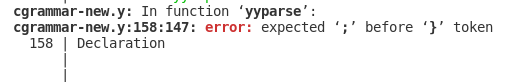 cgrammar-new.y: In function ‘yyparse’:
cgrammar-new.y:158:147: error: expected ‘;’ before ‘}’ token
158 | Declaration
|
|